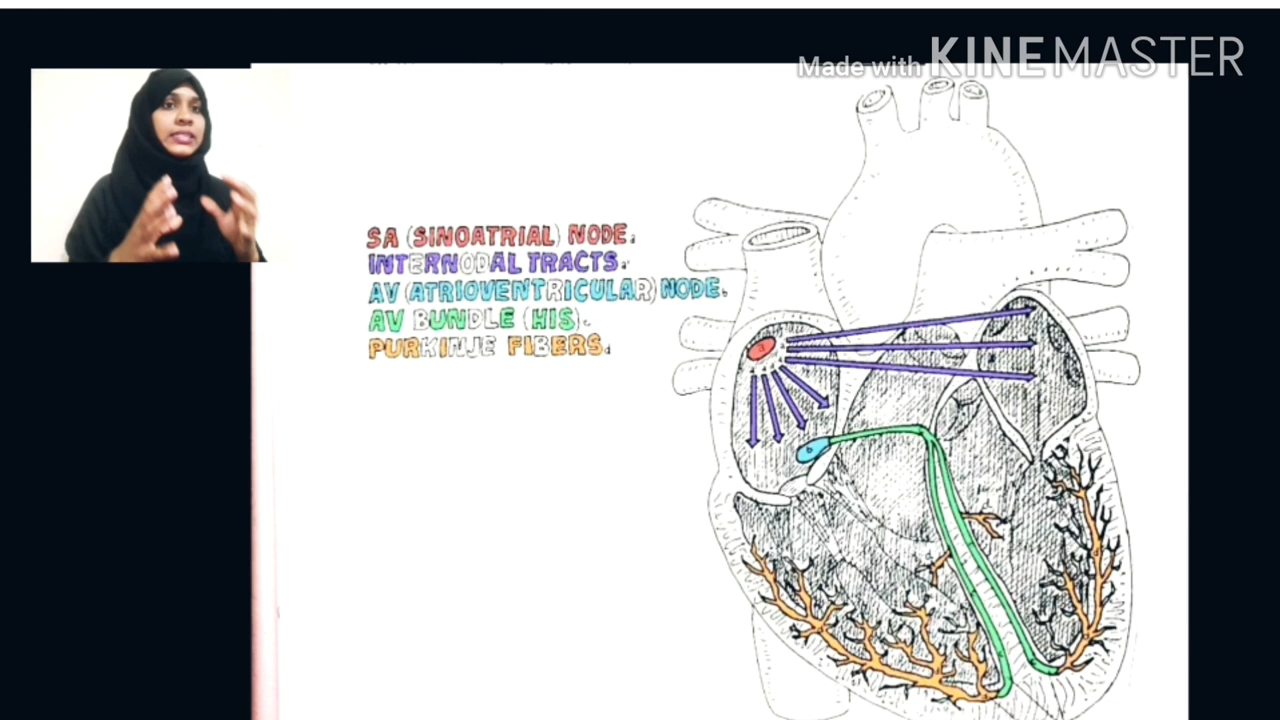 Made with KINEMASTER
SA (SINOATRIAL) NODE.
INTERNODAL TRACTS.
AV (ATRIOVENTRICULAR) NODE.
AV BUNDLE (HIS).
PURKINJE FIBERS.